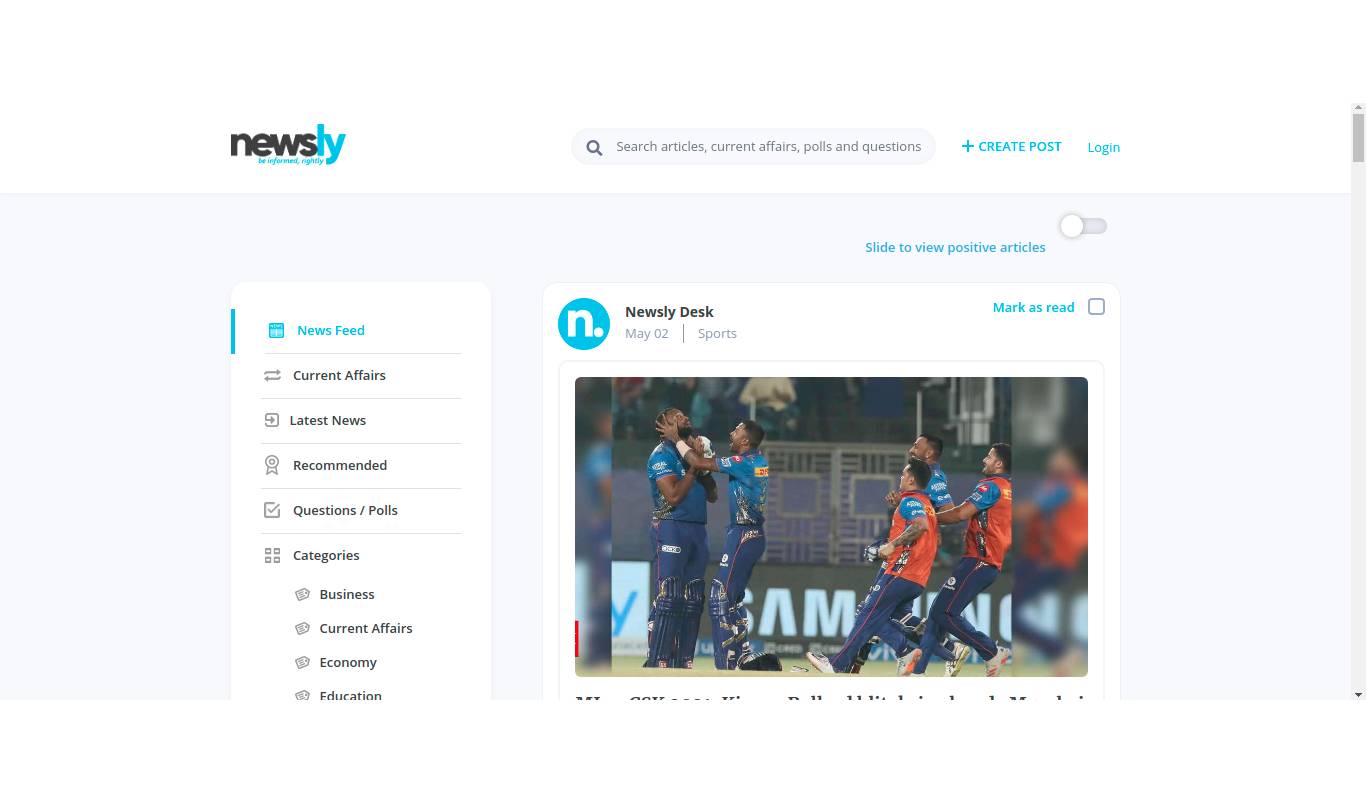 newsly
be informed, rightly
Search articles, current affairs, polls and questions
CREATE POST
Login
Slide to view positive articles
News Feed
Current Affairs
Latest News
Recommended
Questions / Polls
Categories
Business
Current Affairs
Economy
Education
n.
Newsly Desk
May 02
Sports
Mark as read
SAMSUNG